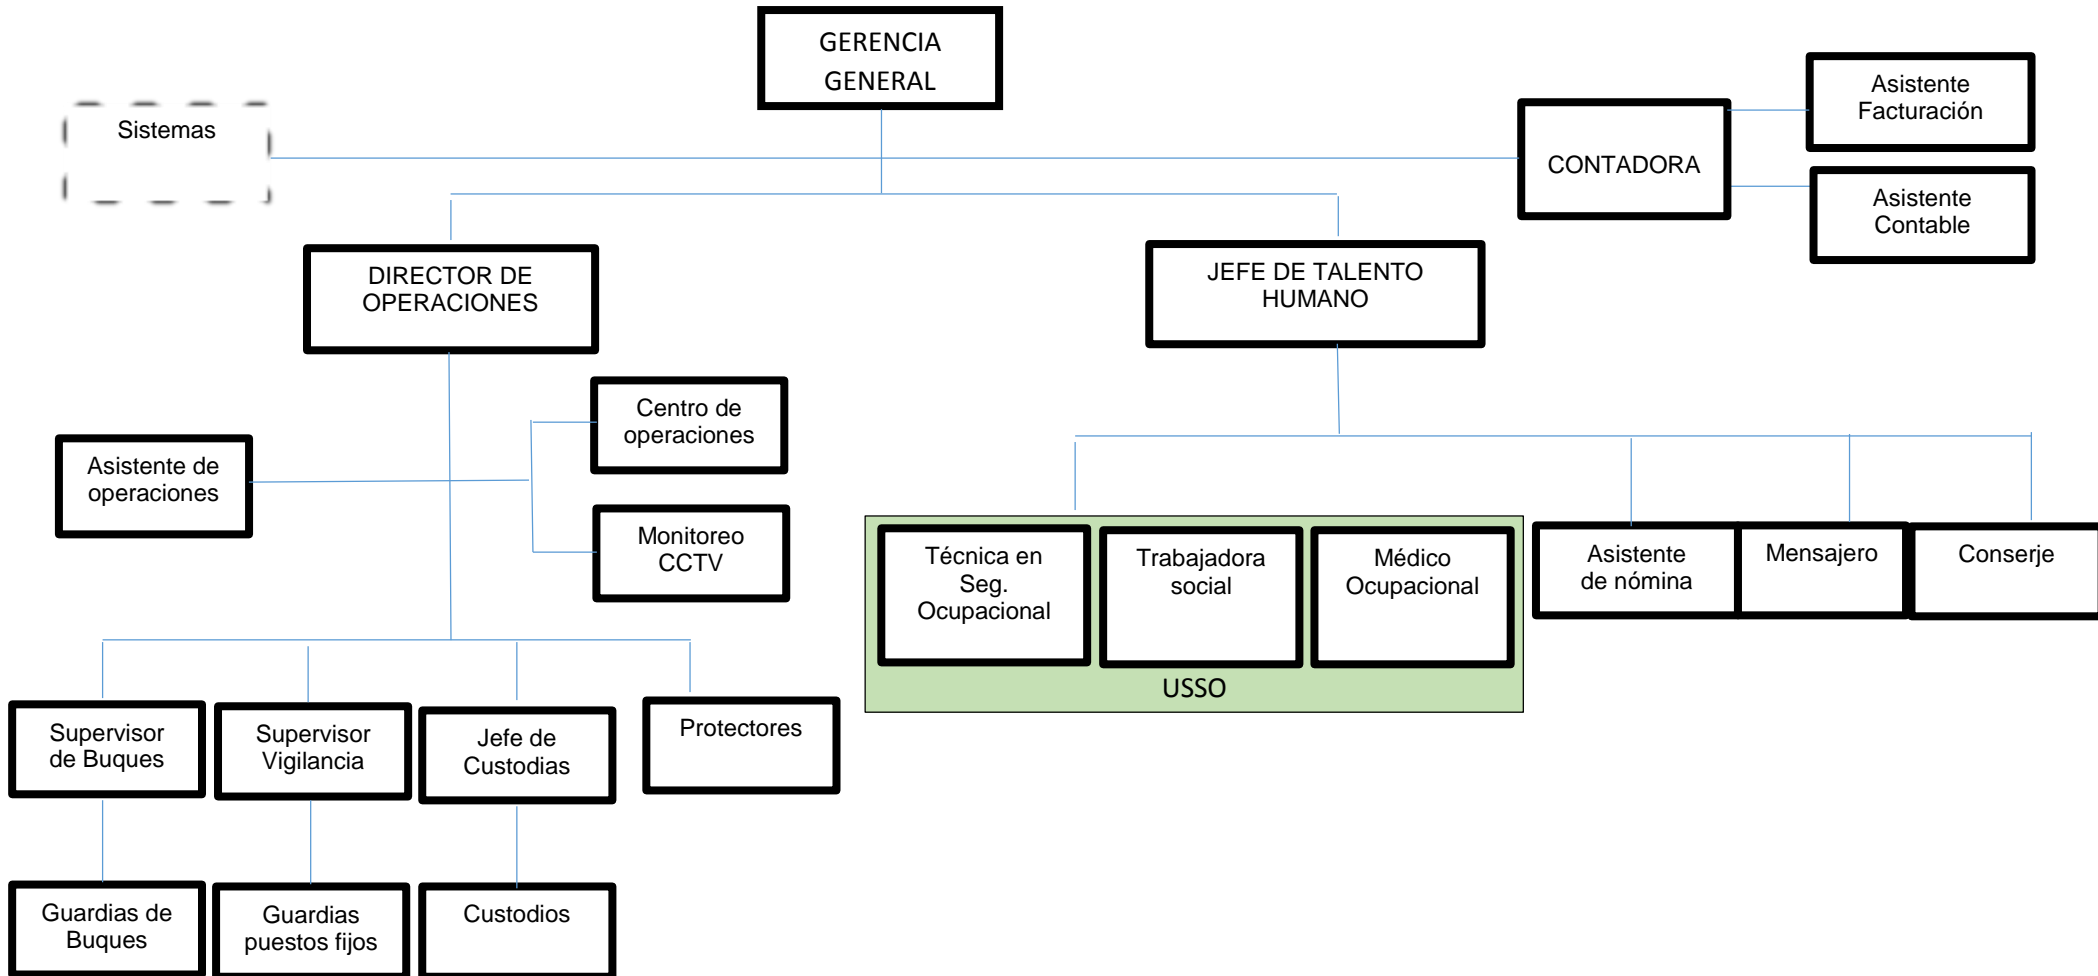 GERENCIA
GENERAL
Sistemas
CONTADORA
Asistente
Facturación
Asistente
Contable
DIRECTOR DE
OPERACIONES
JEFE DE TALENTO
HUMANO
Centro de
operaciones
Asistente de
operaciones
Monitoreo
CCTV
Técnica en
Seg.
Ocupacional
Trabajadora
social
Médico
Ocupacional
USSO
Asistente
de nómina
Mensajero
Conserje
Supervisor
de Buques
Supervisor
Vigilancia
Jefe de
Custodias
Protectores
Guardias de
Buques
Guardias
puestos fijos
Custodios